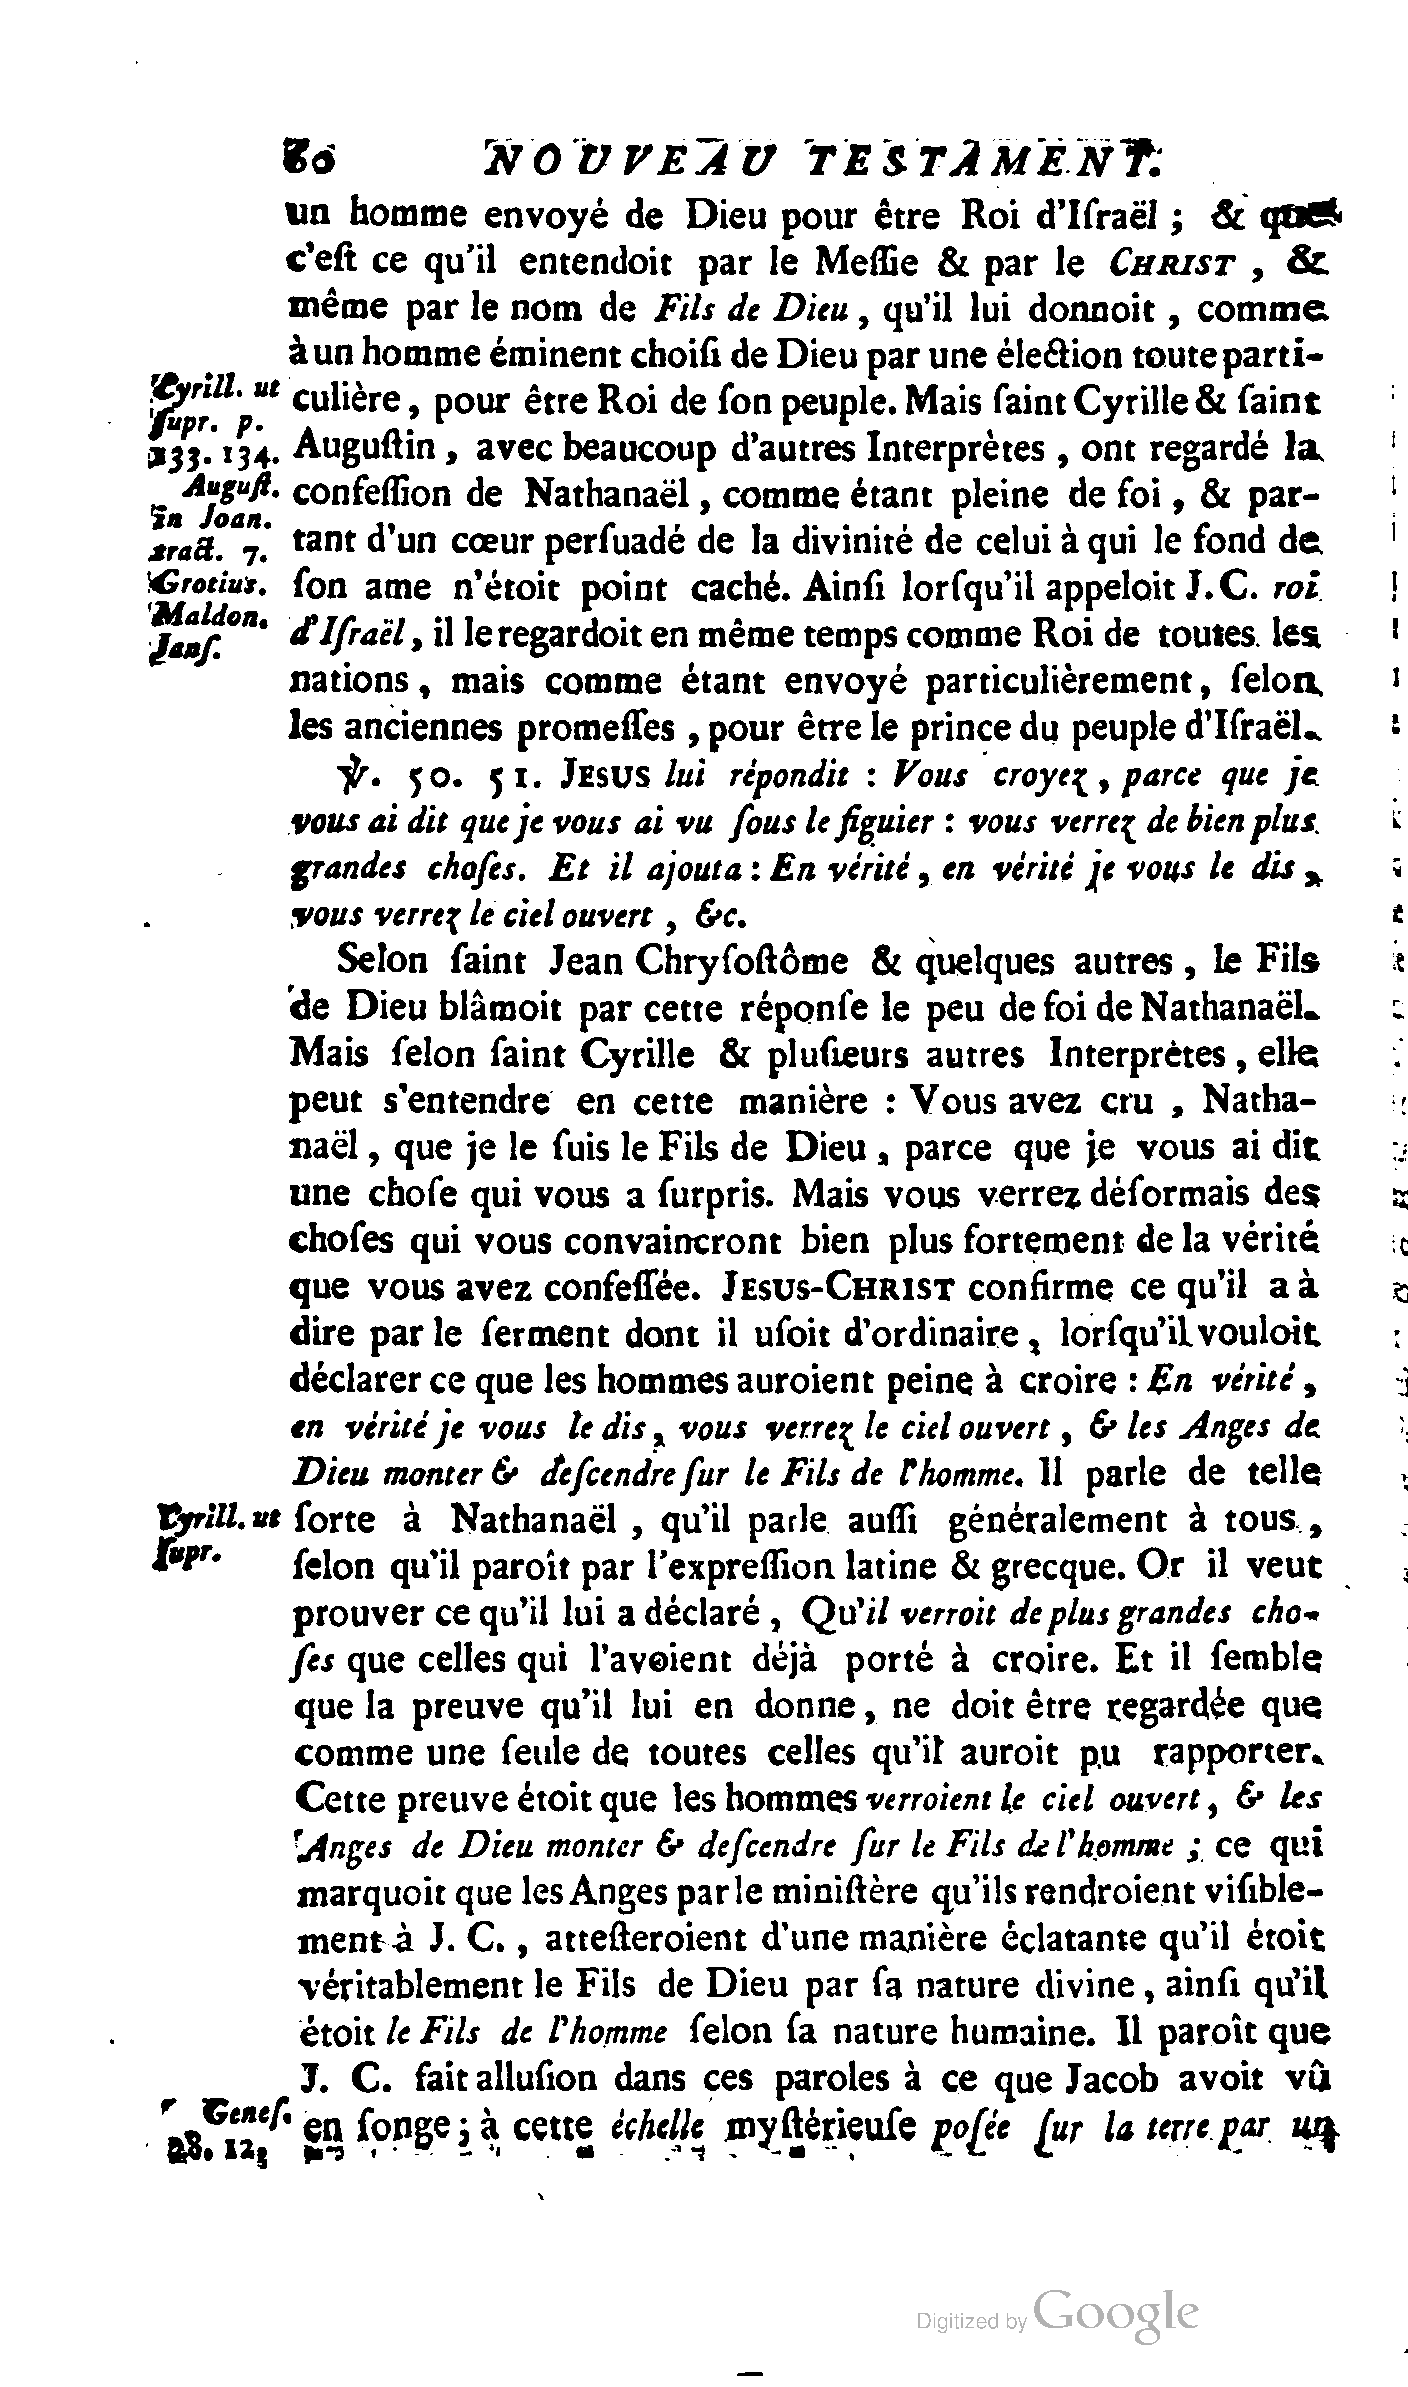 80 NOUVEAU TESTAMENT.
un homme envoyé de Dieu pour être Roi d'Iſraël ; & que
c'eſt ce qu'il entendoit par le Meſſie & par le CHRIST , &
même par le nom de Fils de Dieu , qu'il lui donnoit , comme
à un homme éminent choiſi de Dieu par une élection toute parti-
Cyrill. ut
ſupr. p.
133. 134.
Auguſt.
in Joan.
tract. 7.
Grotius.
Maldon.
Janſ.
culière , pour être Roi de ſon peuple. Mais ſaint Cyrille & ſaint
Auguſtin , avec beaucoup d'autres Interprètes , ont regardé la
confeſſion de Nathanaël , comme étant pleine de foi , & par-
tant d'un cœur perſuadé de la divinité de celui à qui le fond de
ſon ame n'étoit point caché. Ainſi lorſqu'il appeloit J. C. roi
d'Iſraël , il le regardoit en même temps comme Roi de toutes les
nations , mais comme étant envoyé particulièrement , ſelon
les anciennes promeſſes , pour être le prince du peuple d'Iſraël.
℣. 50. 51. JESUS lui répondit : Vous croyez , parce que je
vous ai dit que je vous ai vu ſous le figuier : vous verrez de bien plus
grandes choſes. Et il ajouta : En vérité , en vérité je vous le dis ,
vous verrez le ciel ouvert , &c.
Selon ſaint Jean Chryſoſtôme & quelques autres , le Fils
de Dieu blâmoit par cette réponſe le peu de foi de Nathanaël.
Mais ſelon ſaint Cyrille & pluſieurs autres Interprètes , elle
peut s'entendre en cette manière : Vous avez cru , Natha-
naël , que je le ſuis le Fils de Dieu , parce que je vous ai dit
une choſe qui vous a ſurpris. Mais vous verrez déſormais des
choſes qui vous convaincront bien plus fortement de la vérité
que vous avez confeſſée. JESUS-CHRIST confirme ce qu'il a à
dire par le ſerment dont il uſoit d'ordinaire , lorſqu'il vouloit
déclarer ce que les hommes auroient peine à croire : En vérité ,
en vérité je vous le dis , vous verrez le ciel ouvert , & les Anges de
Dieu monter & deſcendre ſur le Fils de l'homme. Il parle de telle
Cyrill. ut
ſupr.
ſorte à Nathanaël , qu'il parle auſſi généralement à tous ,
ſelon qu'il paroît par l'expreſſion latine & grecque. Or il veut
prouver ce qu'il lui a déclaré , Qu'il verroit de plus grandes cho-
ſes que celles qui l'avoient déjà porté à croire. Et il ſemble
que la preuve qu'il lui en donne , ne doit être regardée que
comme une ſeule de toutes celles qu'il auroit pu rapporter.
Cette preuve étoit que les hommes verroient le ciel ouvert , & les
Anges de Dieu monter & deſcendre ſur le Fils de l'homme ; ce qui
marquoit que les Anges par le miniſtère qu'ils rendroient viſible-
ment à J. C. , atteſteroient d'une manière éclatante qu'il étoit
véritablement le Fils de Dieu par ſa nature divine , ainſi qu'il
étoit le Fils de l'homme ſelon ſa nature humaine. Il paroît que
J. C. fait alluſion dans ces paroles à ce que Jacob avoit vû
Geneſ.
28. 12.
en ſonge ; à cette échelle myſtérieuſe poſée ſur la terre par un
Digitized by Google